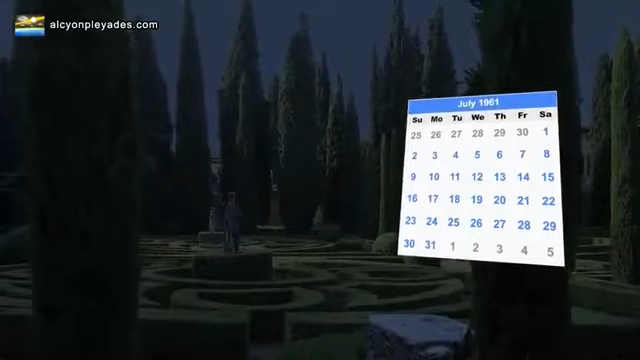 alcyonpleyades.com
July 1961
Su Mo Tu We Th Fr Sa
25 26 27 28 29 30 1
2 3 4 5 6 7 8
9 10 11 12 13 14 15
16 17 18 19 20 21 22
23 24 25 26 27 28 29
30 31 1 2 3 4 5